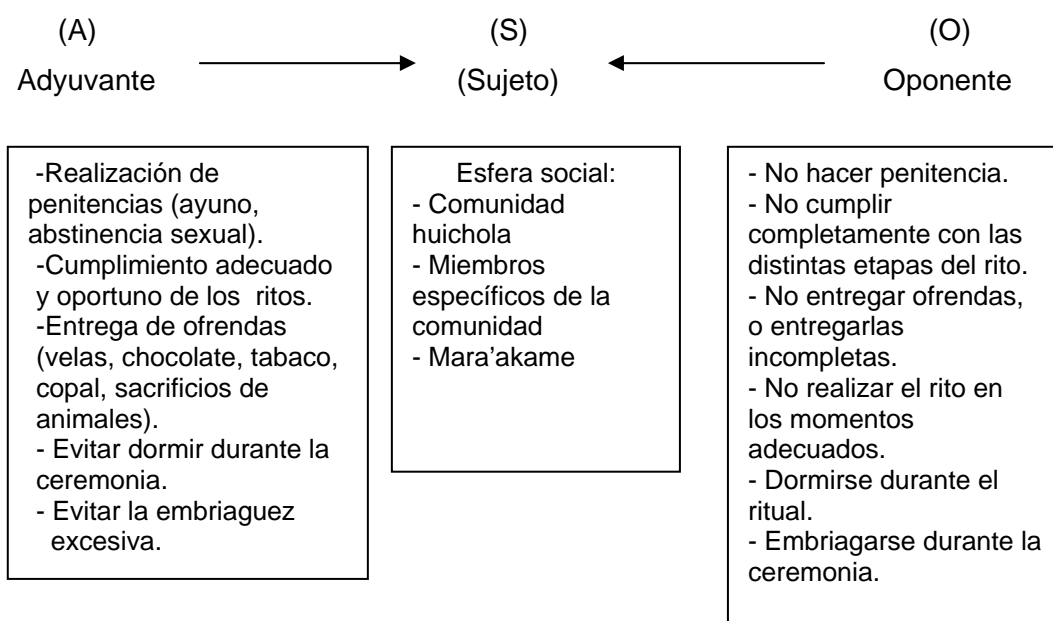 (A) (S) (O)
Adyuvante (Sujeto) Oponente
-Realización de
penitencias (ayuno,
abstinencia sexual).
-Cumplimiento adecuado
y oportuno de los ritos.
-Entrega de ofrendas
(velas, chocolate, tabaco,
copal, sacrificios de
animales).
- Evitar dormir durante la
ceremonia.
- Evitar la embriaguez
excesiva.
Esfera social:
- Comunidad
huichola
- Miembros
específicos de la
comunidad
- Mara’akame
- No hacer penitencia.
- No cumplir
completamente con las
distintas etapas del rito.
- No entregar ofrendas,
o entregarlas
incompletas.
- No realizar el rito en
los momentos
adecuados.
- Dormirse durante el
ritual.
- Embriagarse durante la
ceremonia.